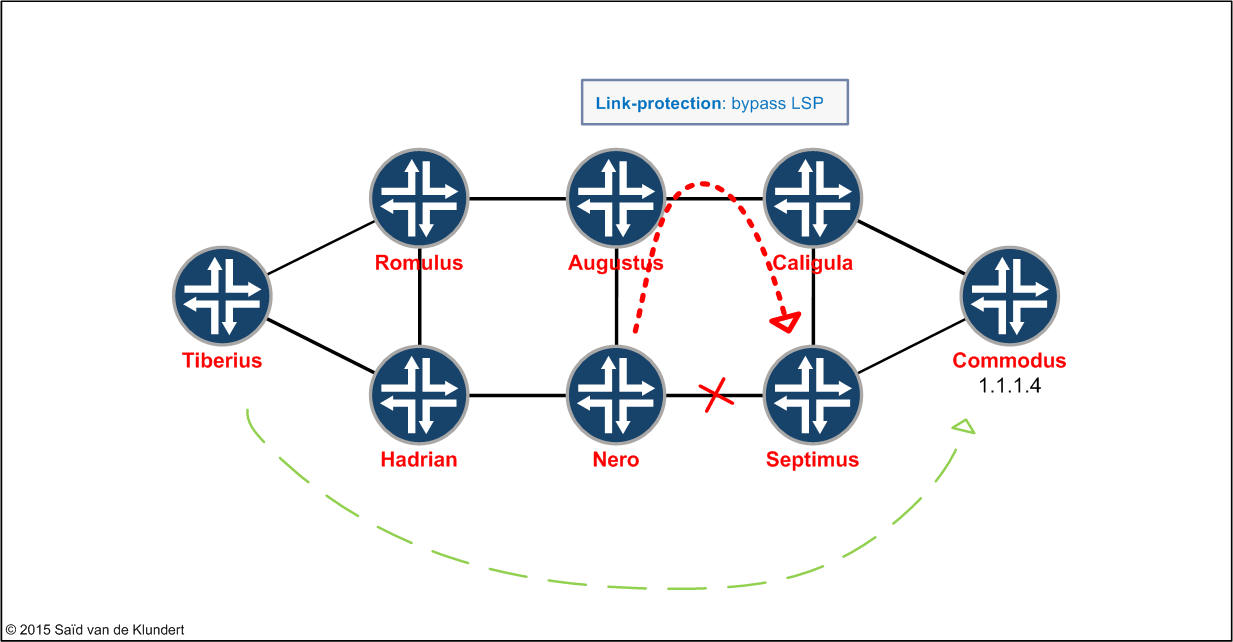 Link-protection: bypass LSP
Romulus
Augustus
Caligula
Tiberius
Commodus
1.1.1.4
Hadrian
Nero
Septimus
© 2015 Saïd van de Klundert